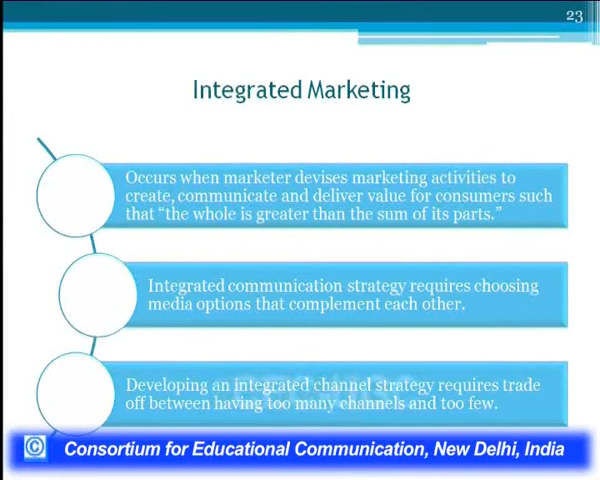 23
Integrated Marketing
Occurs when marketer devises marketing activities to
create, communicate and deliver value for consumers such
that “the whole is greater than the sum of its parts.”
Integrated communication strategy requires choosing
media options that complement each other.
Developing an integrated channel strategy requires trade
off between having too many channels and too few.
© Consortium for Educational Communication, New Delhi, India